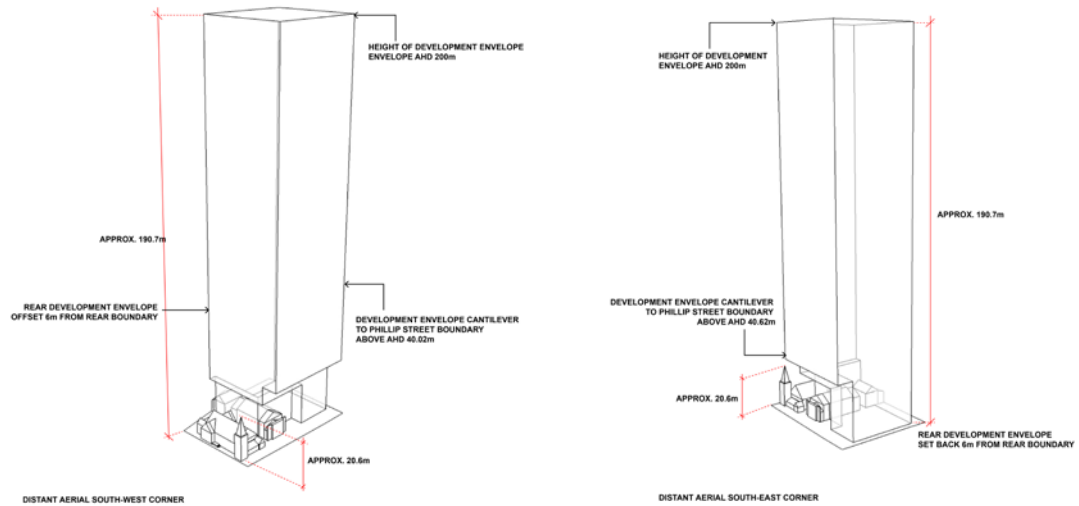 HEIGHT OF DEVELOPMENT ENVELOPE
ENVELOPE AHD 200m
APPROX. 190.7m
REAR DEVELOPMENT ENVELOPE
OFFSET 6m FROM REAR BOUNDARY
DEVELOPMENT ENVELOPE CANTILEVER
TO PHILLIP STREET BOUNDARY
ABOVE AHD 40.02m
APPROX. 20.6m
DISTANT AERIAL SOUTH-WEST CORNER
HEIGHT OF DEVELOPMENT
ENVELOPE AHD 200m
APPROX. 190.7m
DEVELOPMENT ENVELOPE CANTILEVER
TO PHILLIP STREET BOUNDARY
ABOVE AHD 40.62m
APPROX. 20.6m
REAR DEVELOPMENT ENVELOPE
SET BACK 6m FROM REAR BOUNDARY
DISTANT AERIAL SOUTH-EAST CORNER